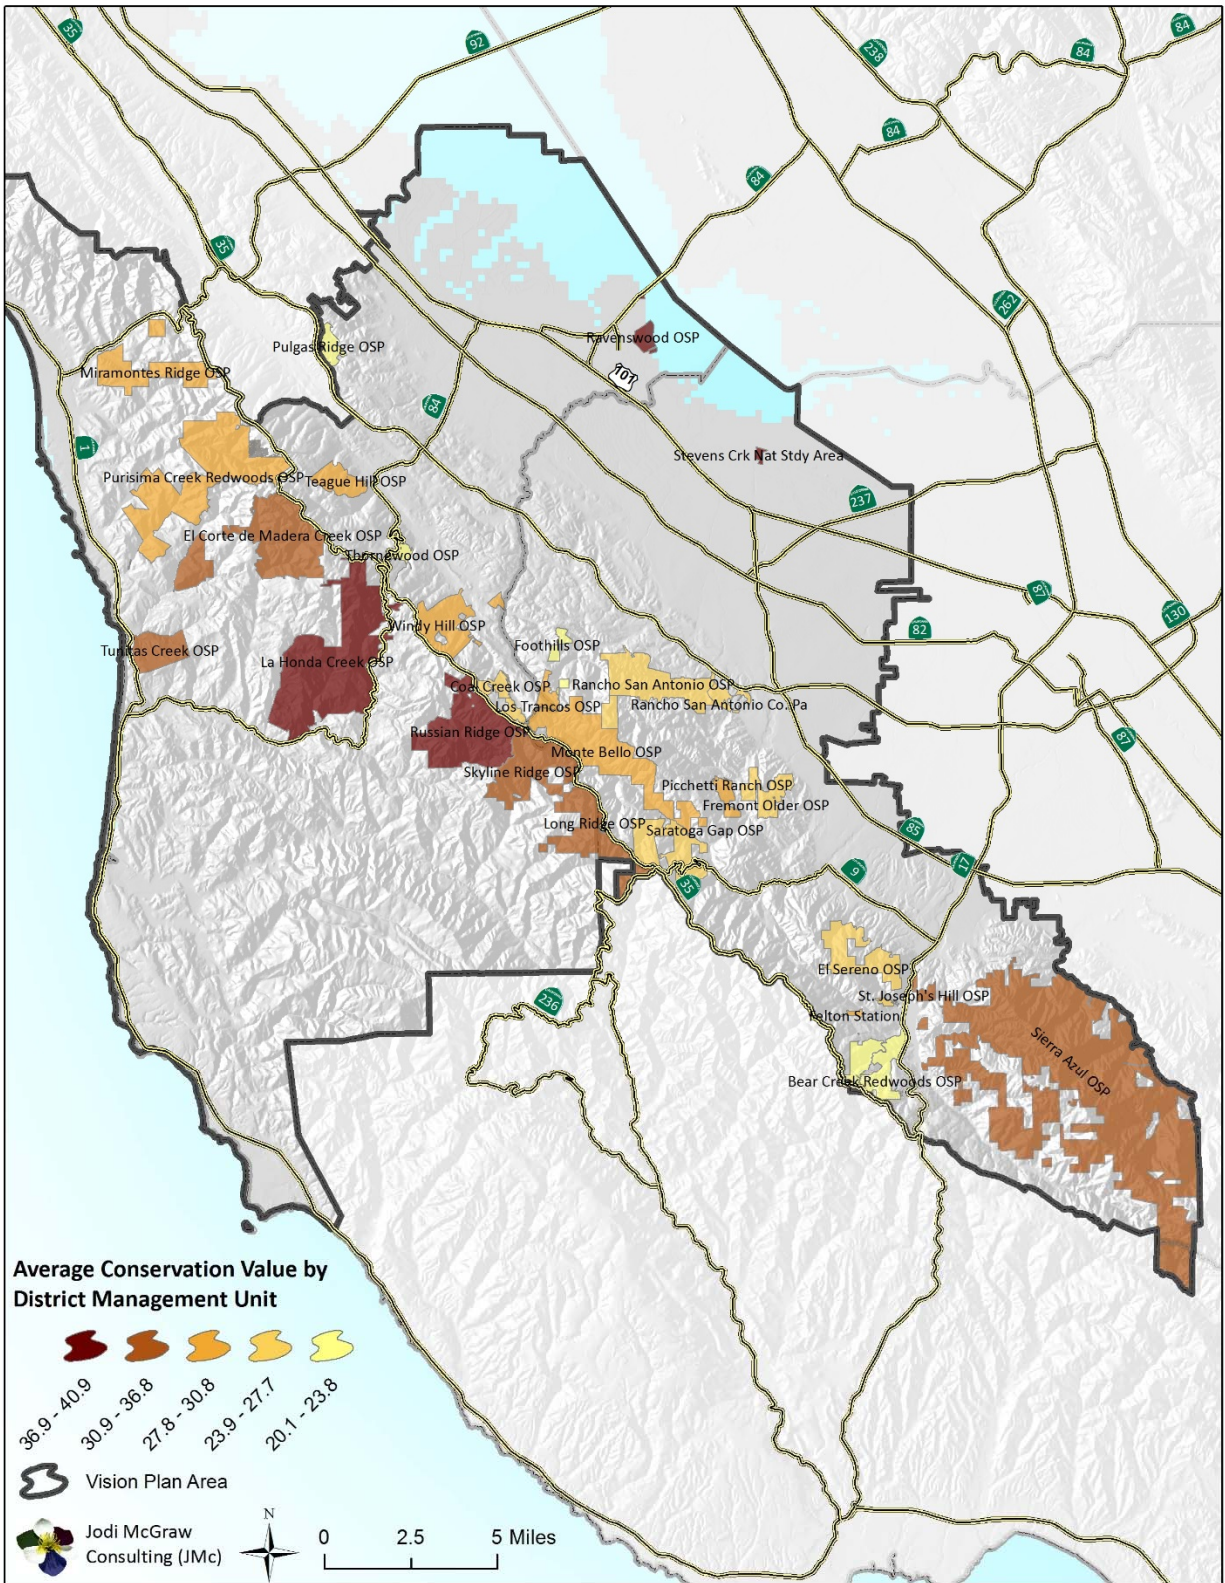 35
92
238
84
84
84
84
35
262
Ravenswood OSP
Pulgas Ridge OSP
Miramontes Ridge OSP
101
84
1
Stevens Crk Nat Stdy Area
Purisima Creek Redwoods OSP
Teague Hill OSP
237
El Corte de Madera Creek OSP
Thornewood OSP
87
130
Windy Hill OSP
82
Foothills OSP
Tunitas Creek OSP
La Honda Creek OSP
Coal Creek OSP
Rancho San Antonio OSP
Los Trancos OSP
Rancho San Antonio Co. Pa
Russian Ridge OSP
87
Monte Bello OSP
Skyline Ridge OSP
Picchetti Ranch OSP
Fremont Older OSP
Long Ridge OSP
Saratoga Gap OSP
85
17
9
35
El Sereno OSP
St. Joseph's Hill OSP
236
Felton Station
Sierra Azul OSP
Bear Creek Redwoods OSP
Average Conservation Value by
District Management Unit
36.9 - 40.9
30.9 - 36.8
27.8 - 30.8
23.9 - 27.7
20.1 - 23.8
Vision Plan Area
Jodi McGraw
Consulting (JMc)
N
0 2.5 5 Miles